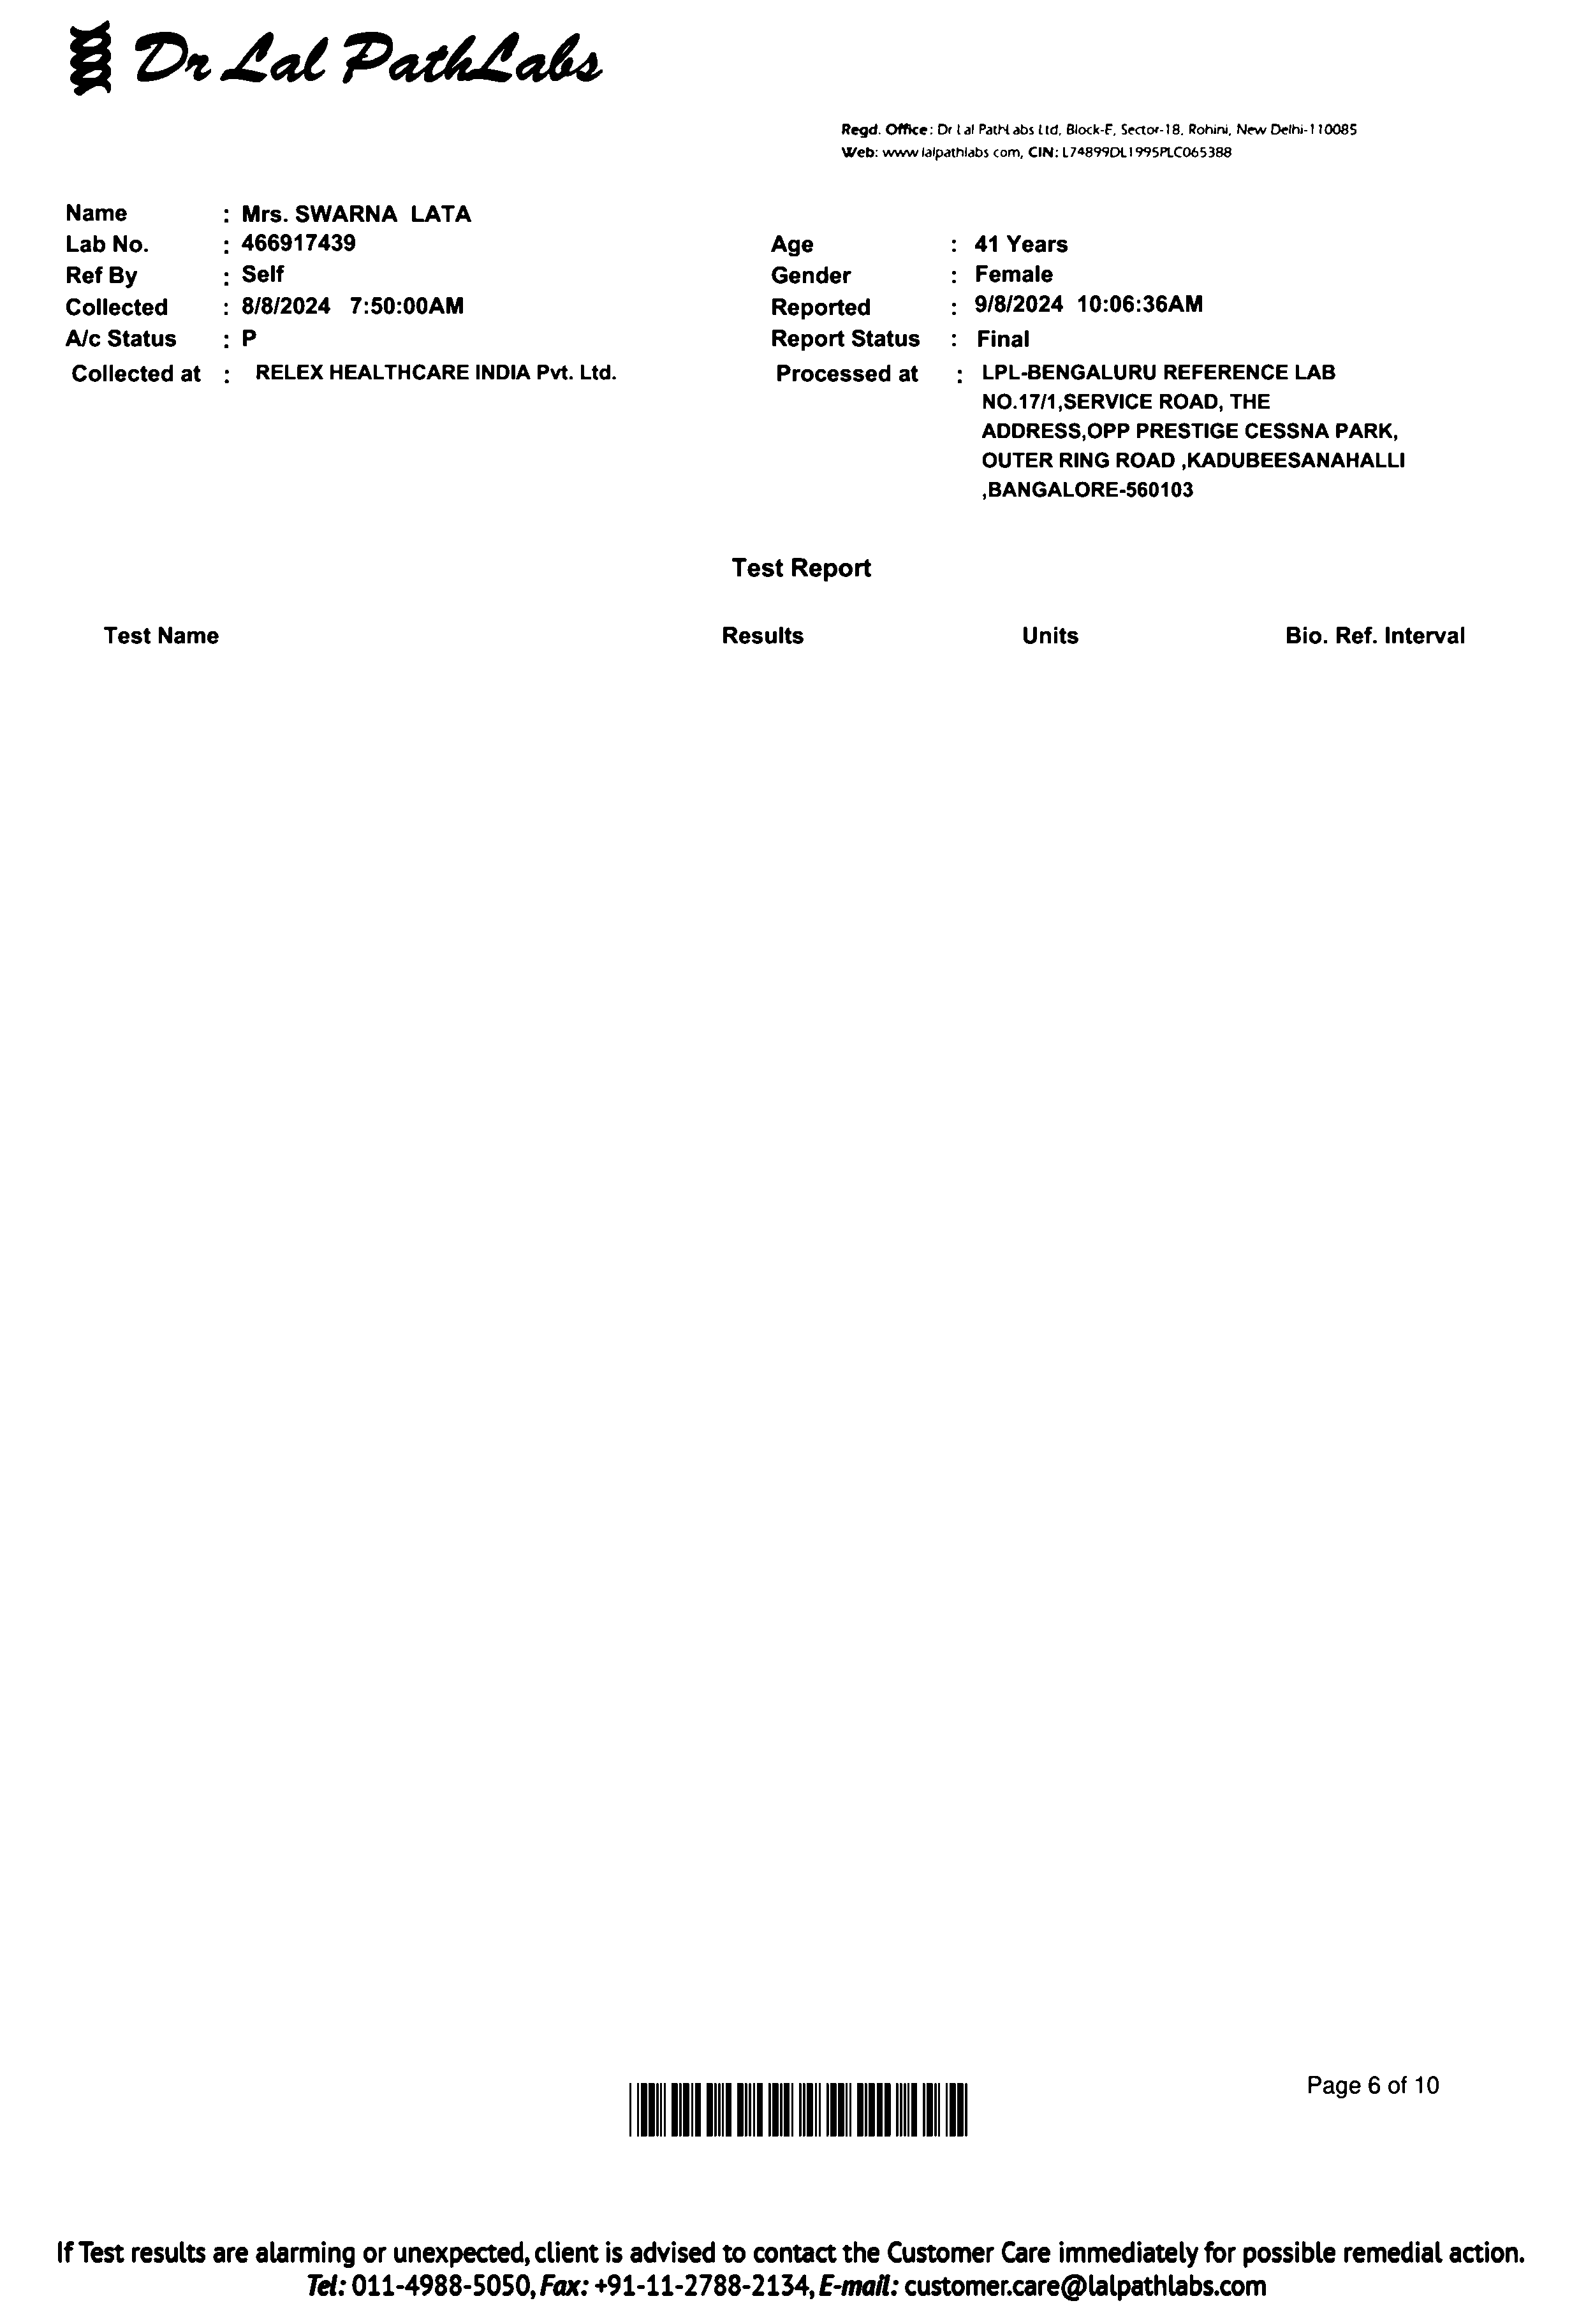 Dr Lal PathLabs
Regd. Office: Dr Lal PathLabs Ltd, Block-E, Sector-18, Rohini, New Delhi-110085
Web: www.lalpathlabs.com, CIN: L74899DL1995PLC065388
Name : Mrs. SWARNA LATA
Lab No. : 466917439 Age : 41 Years
Ref By : Self Gender : Female
Collected : 8/8/2024 7:50:00AM Reported : 9/8/2024 10:06:36AM
A/c Status : P Report Status : Final
Collected at : RELEX HEALTHCARE INDIA Pvt. Ltd. Processed at : LPL-BENGALURU REFERENCE LAB
NO.17/1,SERVICE ROAD, THE
ADDRESS,OPP PRESTIGE CESSNA PARK,
OUTER RING ROAD ,KADUBEESANAHALLI
,BANGALORE-560103
Test Report
Test Name Results Units Bio. Ref. Interval
Page 6 of 10
If Test results are alarming or unexpected, client is advised to contact the Customer Care immediately for possible remedial action.
Tel: 011-4988-5050, Fax: +91-11-2788-2134, E-mail: customer.care@lalpathlabs.com